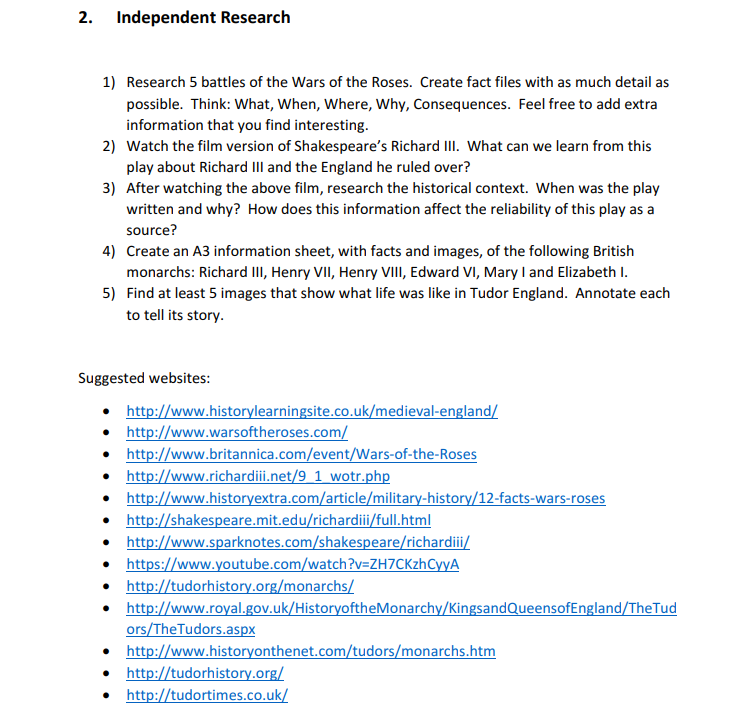 2. Independent Research
1) Research 5 battles of the Wars of the Roses. Create fact files with as much detail as
possible. Think: What, When, Where, Why, Consequences. Feel free to add extra
information that you find interesting.
2) Watch the film version of Shakespeare's Richard III. What can we learn from this
play about Richard III and the England he ruled over?
3) After watching the above film, research the historical context. When was the play
written and why? How does this information affect the reliability of this play as a
source?
4) Create an A3 information sheet, with facts and images, of the following British
monarchs: Richard III, Henry VII, Henry VIII, Edward VI, Mary I and Elizabeth I.
5) Find at least 5 images that show what life was like in Tudor England. Annotate each
to tell its story.
Suggested websites:
• http://www.historylearningsite.co.uk/medieval-england/
• http://www.warsoftheroses.com/
• http://www.britannica.com/event/Wars-of-the-Roses
• http://www.richardiii.net/9_1_wotr.php
• http://www.historyextra.com/article/military-history/12-facts-wars-roses
• http://shakespeare.mit.edu/richardiii/full.html
• http://www.sparknotes.com/shakespeare/richardiii/
• https://www.youtube.com/watch?v=ZH7CKzhCyyA
• http://tudorhistory.org/monarchs/
• http://www.royal.gov.uk/HistoryoftheMonarchy/KingsandQueensofEngland/TheTud
ors/TheTudors.aspx
• http://www.historyonthenet.com/tudors/monarchs.htm
• http://tudorhistory.org/
• http://tudortimes.co.uk/